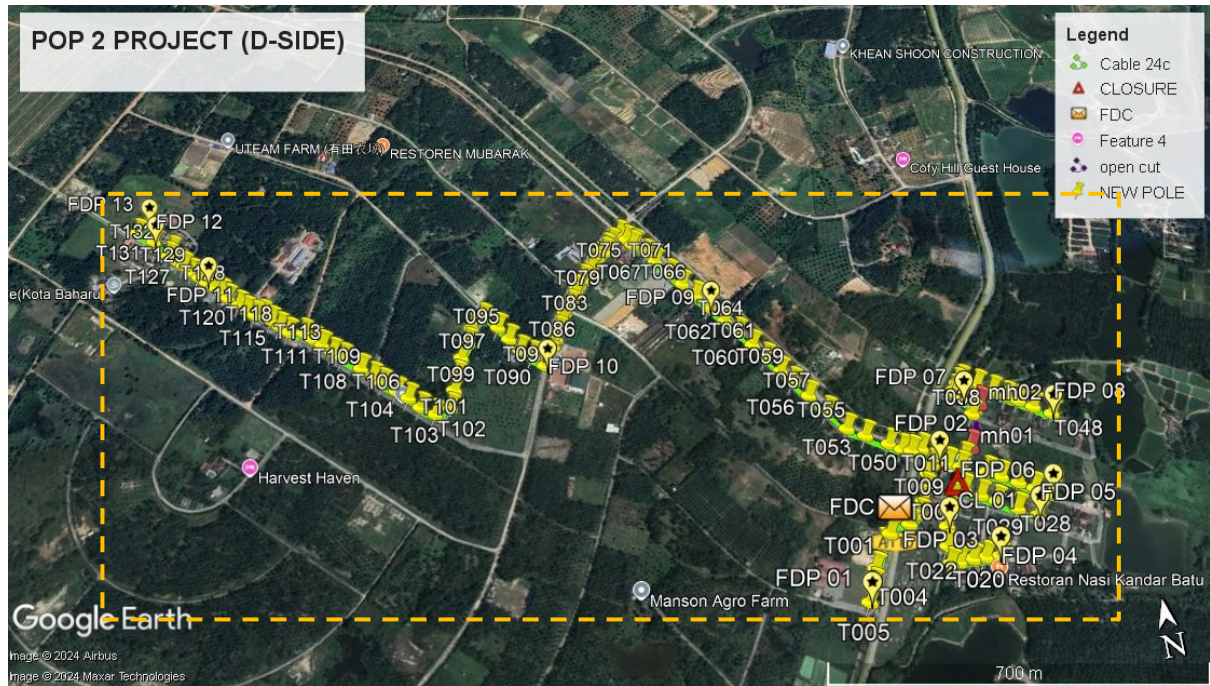 POP 2 PROJECT (D-SIDE)
Legend
Cable 24c
CLOSURE
FDC
Feature 4
open cut
NEW POLE
KHEAN SHOON CONSTRUCTION...
UTEAM FARM (有田农场)
RESTOREN MUBARAK
Cofy Hill Guest House
FDP 13
FDP 12
T132
T131
T129
T127
FDP 11
T120
T118
T115
T113
T111
T109
T108
T106
T104
T103
T102
T101
T099
T097
T095
T090
FDP 10
T086
T083
T079
T075
T071
T067
T066
FDP 09
T064
T062
T061
T060
T059
T057
T056
T055
T053
T050
T011
FDP 02
FDP 07
mh02
FDP 08
T048
mh01
T009
FDP 06
FDP 05
CL 01
T029
T028
FDC
FDP 03
T001
FDP 04
T022
T020
FDP 01
T004
T005
e(Kota Baharu
Harvest Haven
Manson Agro Farm
Restoran Nasi Kandar Batu
Google Earth
Image © 2024 Airbus
Image © 2024 Maxar Technologies
700 m
N